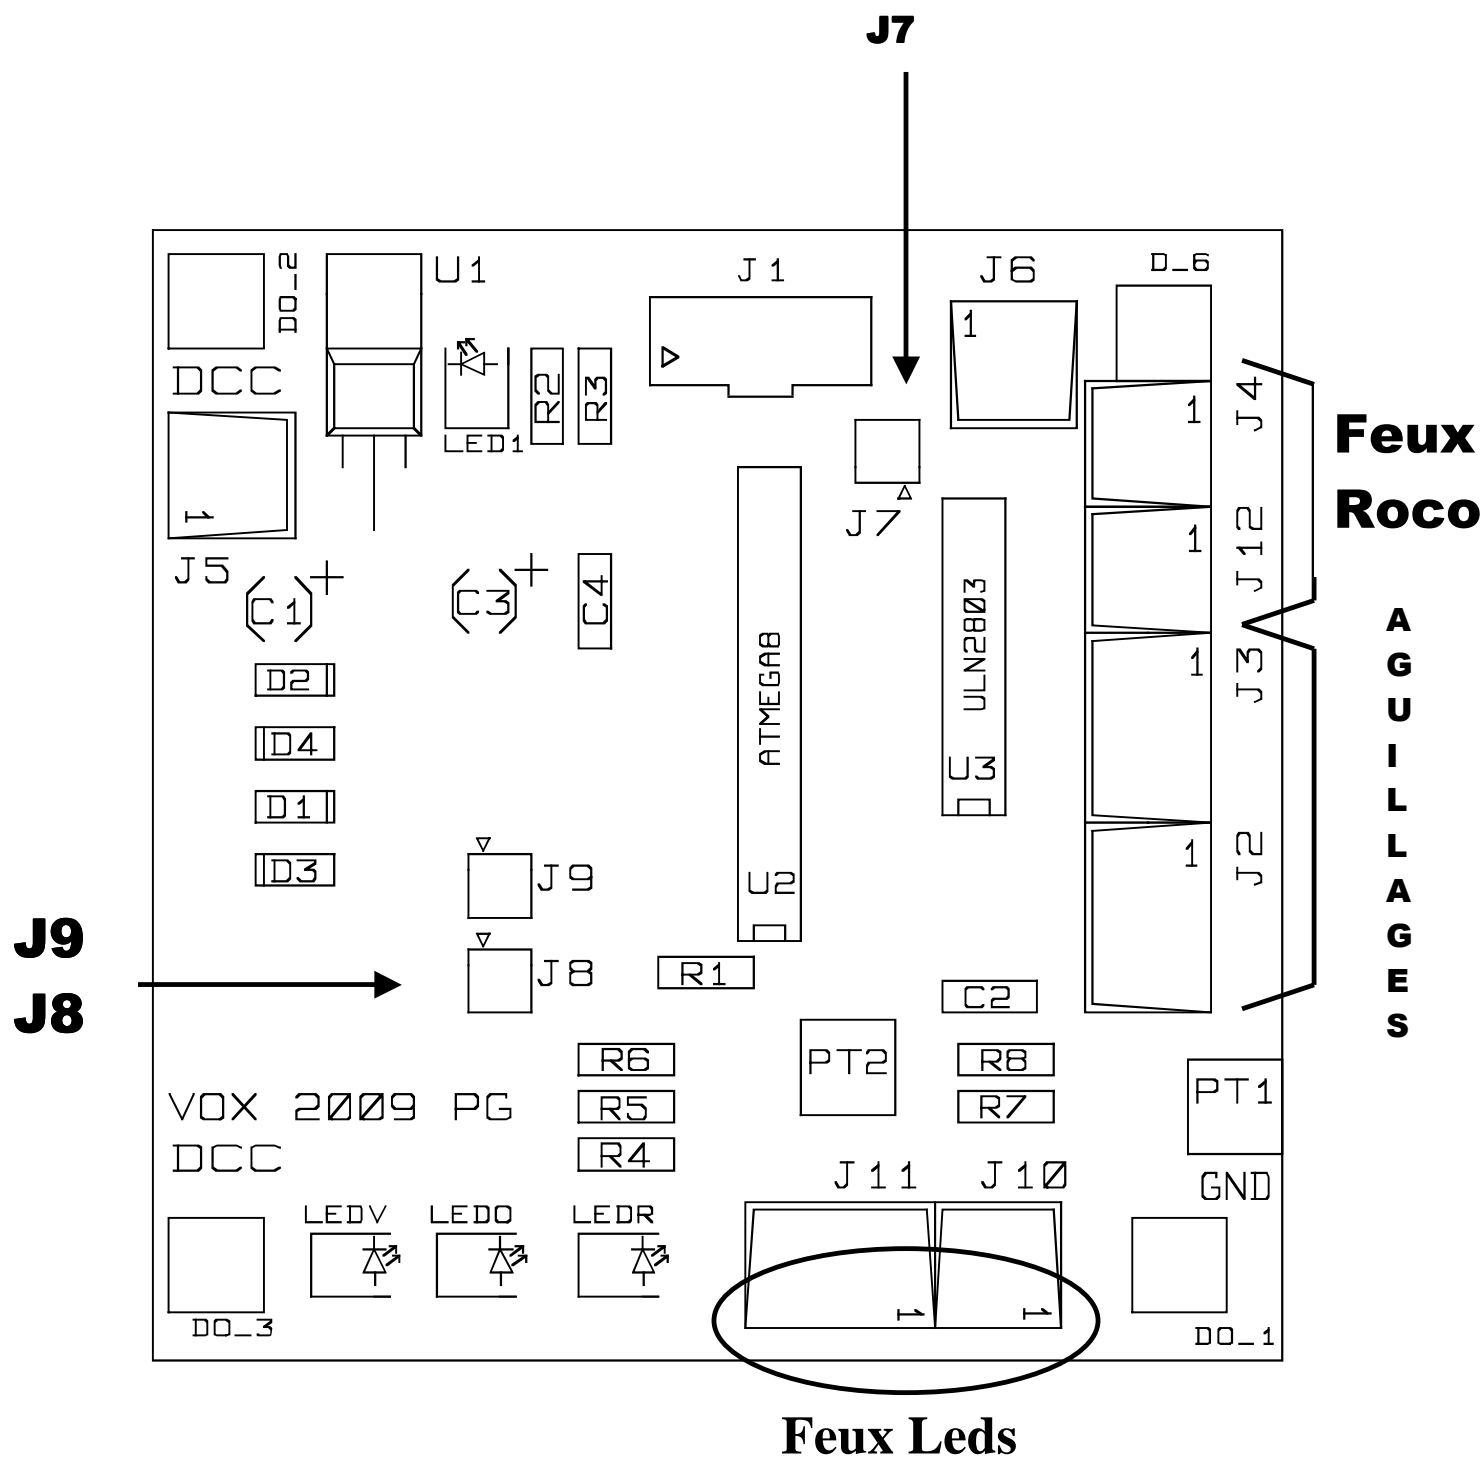 J7
DO_2
U1
J1
J6
D_6
1
DCC
LED1
R2
R3
1
J4
Feux
Roco
1
J5
J7
1
J12
C1
C3
C4
ATMEGA8
ULN2803
U3
1
J3
D2
D4
D1
D3
J9
U2
1
J2
AGUILLAGES
J9
J8
J8
R1
C2
R6
R5
R4
PT2
R8
R7
PT1
VOX 2009 PG
DCC
J11
J10
GND
LEDV
LEDO
LEDR
1
1
DO_3
DO_1
Feux Leds